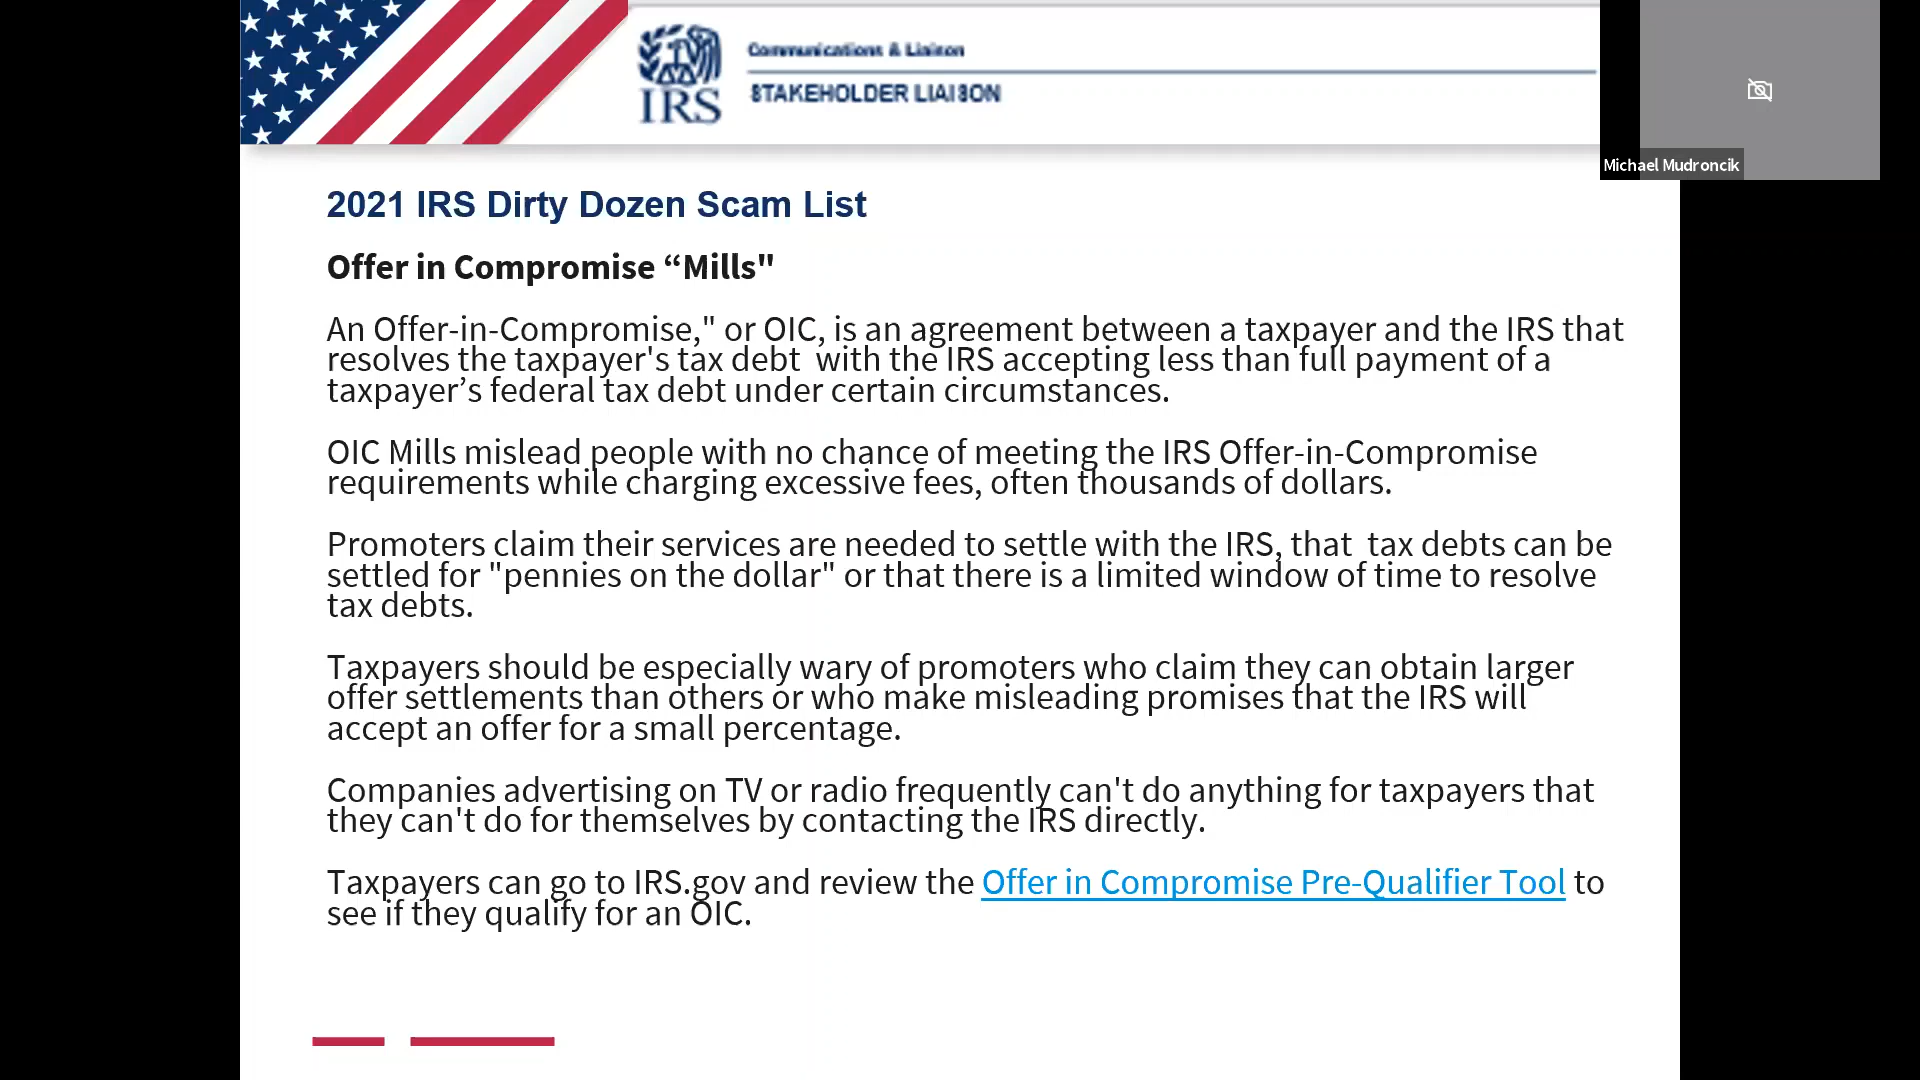 Communications & Liaison
STAKEHOLDER LIAISON
IRS
Michael Mudroncik
2021 IRS Dirty Dozen Scam List
Offer in Compromise “Mills"
An Offer-in-Compromise," or OIC, is an agreement between a taxpayer and the IRS that
resolves the taxpayer's tax debt  with the IRS accepting less than full payment of a
taxpayer’s federal tax debt under certain circumstances.
OIC Mills mislead people with no chance of meeting the IRS Offer-in-Compromise
requirements while charging excessive fees, often thousands of dollars.
Promoters claim their services are needed to settle with the IRS, that  tax debts can be
settled for "pennies on the dollar" or that there is a limited window of time to resolve
tax debts.
Taxpayers should be especially wary of promoters who claim they can obtain larger
offer settlements than others or who make misleading promises that the IRS will
accept an offer for a small percentage.
Companies advertising on TV or radio frequently can't do anything for taxpayers that
they can't do for themselves by contacting the IRS directly.
Taxpayers can go to IRS.gov and review the Offer in Compromise Pre-Qualifier Tool to
see if they qualify for an OIC.